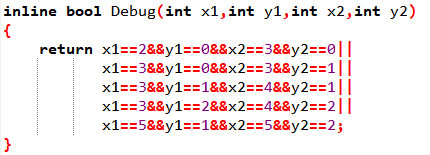 inline bool Debug(int x1,int y1,int x2,int y2)
{
return x1==2&&y1==0&&x2==3&&y2==0||
x1==3&&y1==0&&x2==3&&y2==1||
x1==3&&y1==1&&x2==4&&y2==1||
x1==3&&y1==2&&x2==4&&y2==2||
x1==5&&y1==1&&x2==5&&y2==2;
}